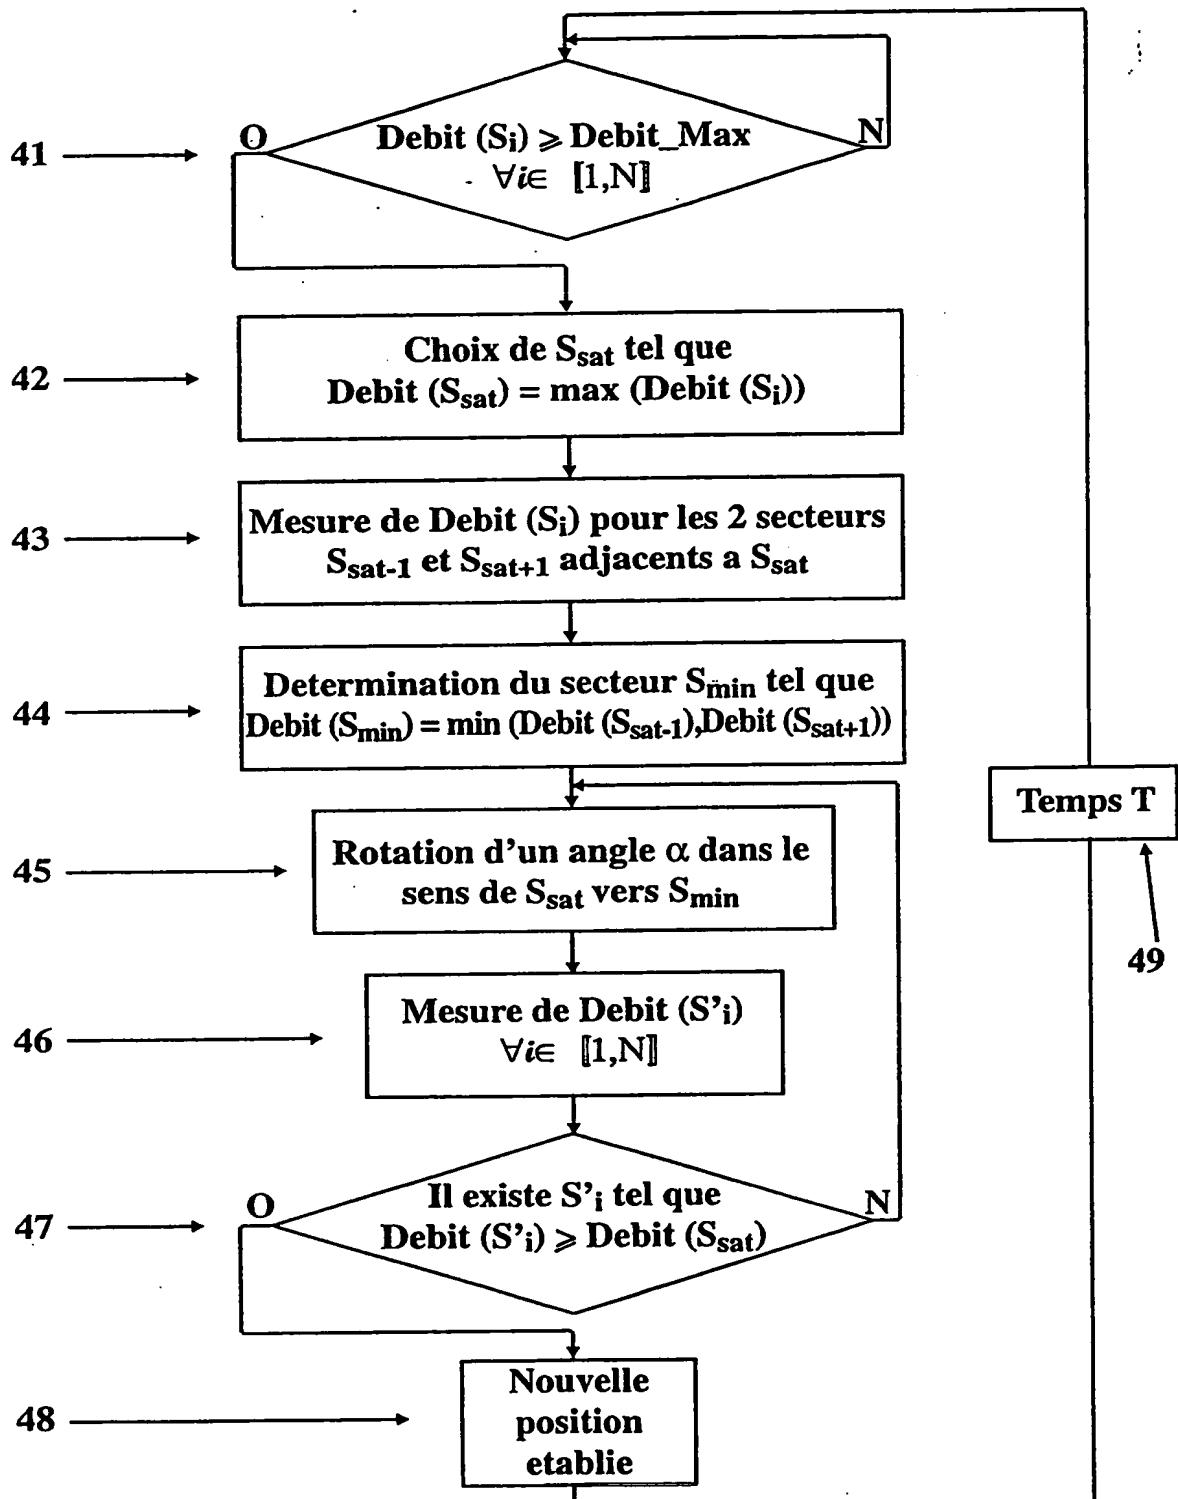 O
N
41
Debit (Si) ⩾ Debit_Max
∀i∈ ⟦1,N⟧
42
Choix de Ssat tel que
Debit (Ssat) = max (Debit (Si))
43
Mesure de Debit (Si) pour les 2 secteurs
Ssat-1 et Ssat+1 adjacents a Ssat
44
Determination du secteur Smin tel que
Debit (Smin) = min (Debit (Ssat-1),Debit (Ssat+1))
Temps T
45
Rotation d'un angle α dans le
sens de Ssat vers Smin
49
46
Mesure de Debit (S'i)
∀i∈ ⟦1,N⟧
O
N
47
Il existe S'i tel que
Debit (S'i) ⩾ Debit (Ssat)
48
Nouvelle
position
etablie